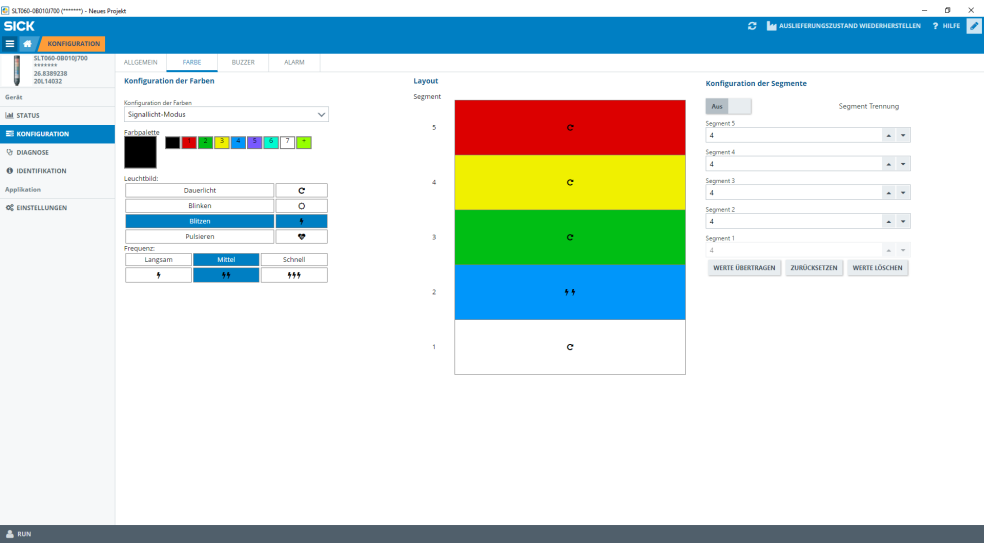 SLT060-0B010J700 (*******) - Neues Projekt
SICK
AUSLIEFERUNGSZUSTAND WIEDERHERSTELLEN
? HILFE
KONFIGURATION
SLT060-0B010J700
*******
26.8389238
20L14032
Gerät
STATUS
KONFIGURATION
DIAGNOSE
IDENTIFIKATION
Applikation
EINSTELLUNGEN
ALLGEMEIN FARBE BUZZER ALARM
Konfiguration der Farben
Konfiguration der Farben
Signallicht-Modus
Farbpalette
1 2 3 4 5 6 7 +
Leuchtbild:
Dauerlicht
Blinken
Blitzen
Pulsieren
Frequenz:
Langsam Mittel Schnell
Layout
Segment
5
4
3
2
1
Konfiguration der Segmente
Aus Segment Trennung
Segment 5
4
Segment 4
4
Segment 3
4
Segment 2
4
Segment 1
4
WERTE ÜBERTRAGEN ZURÜCKSETZEN WERTE LÖSCHEN
RUN